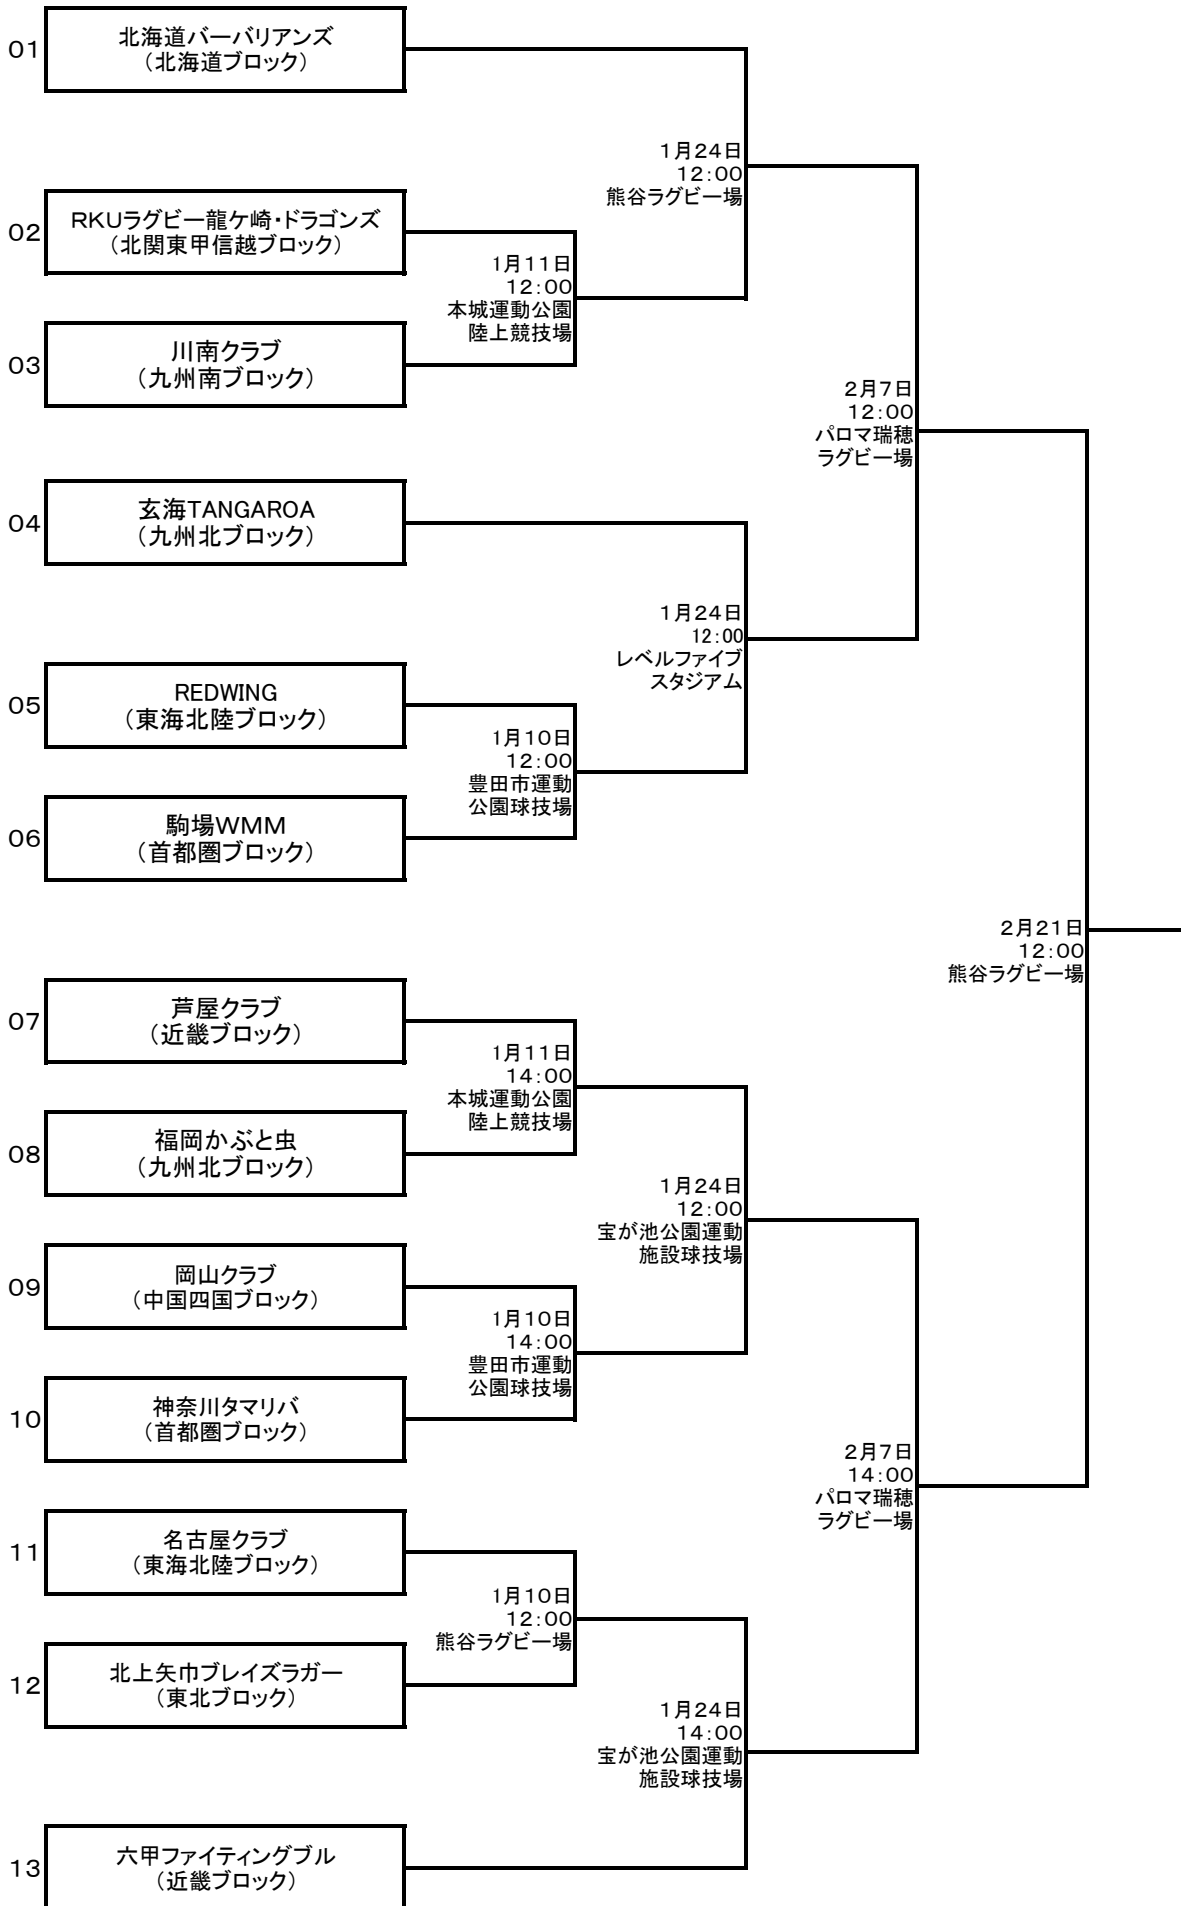 01
北海道バーバリアンズ
（北海道ブロック）
1月24日
12：00
熊谷ラグビー場
02
RKUラグビー龍ケ崎・ドラゴンズ
（北関東甲信越ブロック）
1月11日
12：00
本城運動公園
陸上競技場
03
川南クラブ
（九州南ブロック）
2月7日
12：00
パロマ瑞穂
ラグビー場
04
玄海TANGAROA
（九州北ブロック）
1月24日
12：00
レベルファイブ
スタジアム
05
REDWING
（東海北陸ブロック）
1月10日
12：00
豊田市運動
公園球技場
06
駒場WMM
（首都圏ブロック）
2月21日
12：00
熊谷ラグビー場
07
芦屋クラブ
（近畿ブロック）
1月11日
14：00
本城運動公園
陸上競技場
08
福岡かぶと虫
（九州北ブロック）
1月24日
12：00
宝が池公園運動
施設球技場
09
岡山クラブ
（中国四国ブロック）
1月10日
14：00
豊田市運動
公園球技場
10
神奈川タマリバ
（首都圏ブロック）
2月7日
14：00
パロマ瑞穂
ラグビー場
11
名古屋クラブ
（東海北陸ブロック）
1月10日
12：00
熊谷ラグビー場
12
北上矢巾ブレイズラガー
（東北ブロック）
1月24日
14：00
宝が池公園運動
施設球技場
13
六甲ファイティングブル
（近畿ブロック）